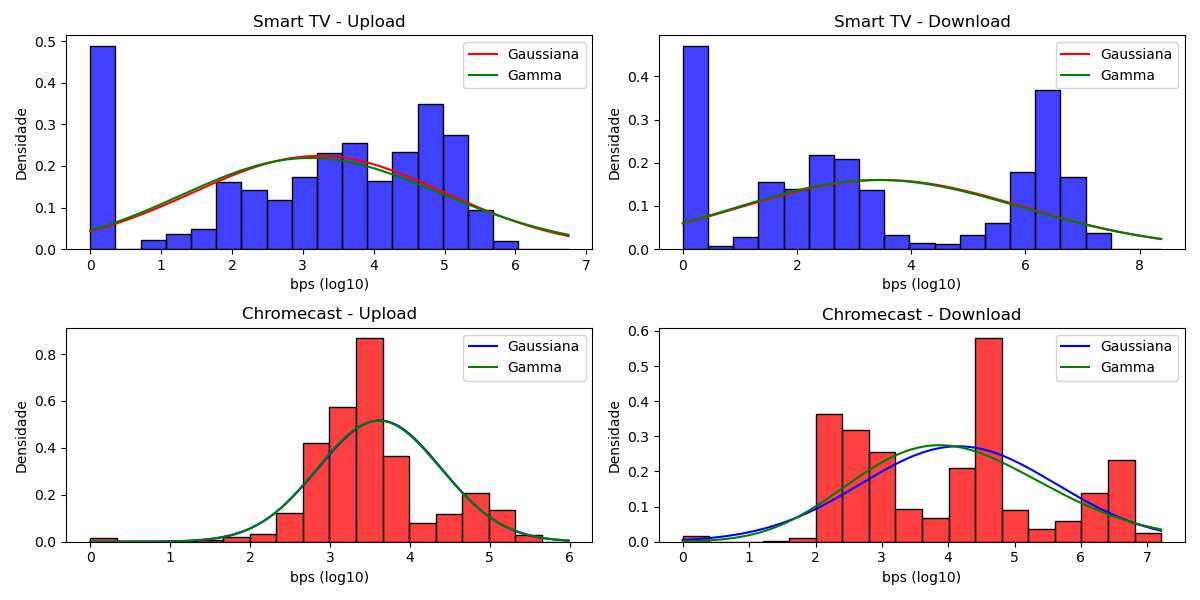 Smart TV - Upload
Densidade
0.5
0.4
0.3
0.2
0.1
0.0
Gaussiana
Gamma
0 1 2 3 4 5 6 7
bps (log10)
Smart TV - Download
Densidade
0.4
0.3
0.2
0.1
0.0
Gaussiana
Gamma
0 2 4 6 8
bps (log10)
Chromecast - Upload
Densidade
0.8
0.6
0.4
0.2
0.0
Gaussiana
Gamma
0 1 2 3 4 5 6
bps (log10)
Chromecast - Download
Densidade
0.6
0.5
0.4
0.3
0.2
0.1
0.0
Gaussiana
Gamma
0 1 2 3 4 5 6 7
bps (log10)